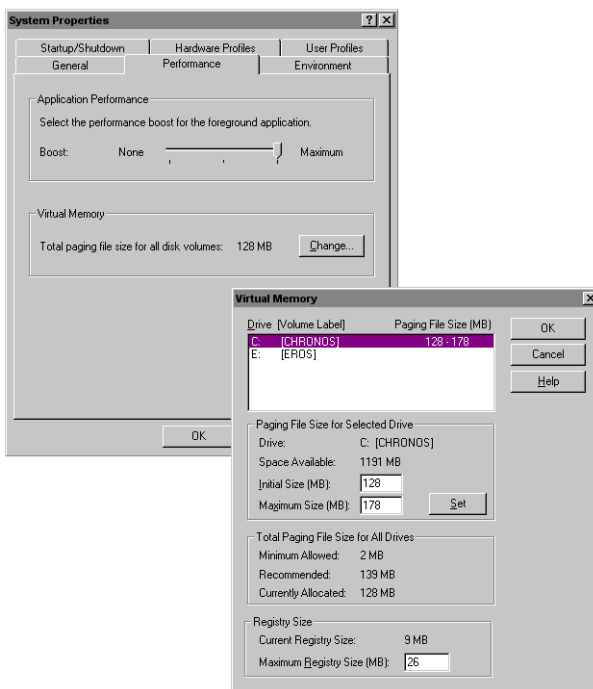 System Properties
Startup/Shutdown Hardware Profiles User Profiles
General Performance Environment
Application Performance
Select the performance boost for the foreground application.
Boost: None Maximum
Virtual Memory
Total paging file size for all disk volumes: 128 MB Change...
OK
Virtual Memory
Drive [Volume Label] Paging File Size (MB)
C: [CHRONOS] 128 - 178
E: [EROS]
OK
Cancel
Help
Paging File Size for Selected Drive
Drive: C: [CHRONOS]
Space Available: 1191 MB
Initial Size (MB): 128
Maximum Size (MB): 178 Set
Total Paging File Size for All Drives
Minimum Allowed: 2 MB
Recommended: 139 MB
Currently Allocated: 128 MB
Registry Size
Current Registry Size: 9 MB
Maximum Registry Size (MB): 26